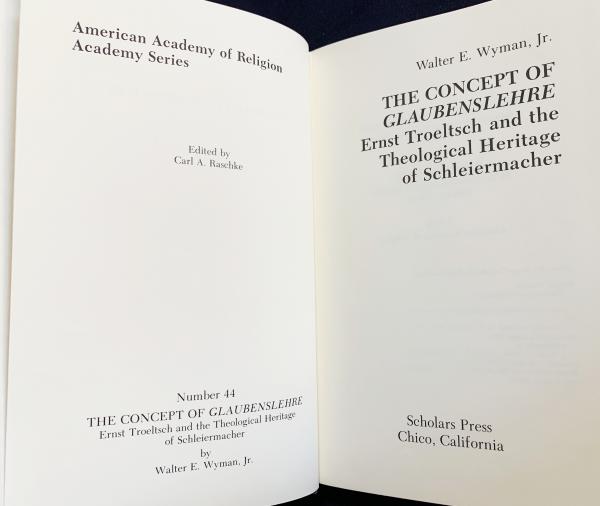 American Academy of Religion
Academy Series
Edited by
Carl A. Raschke
Number 44
THE CONCEPT OF GLAUBENSLEHRE
Ernst Troeltsch and the Theological Heritage
of Schleiermacher
by
Walter E. Wyman, Jr.
Walter E. Wyman, Jr.
THE CONCEPT OF
GLAUBENSLEHRE
Ernst Troeltsch and the
Theological Heritage
of Schleiermacher
Scholars Press
Chico, California